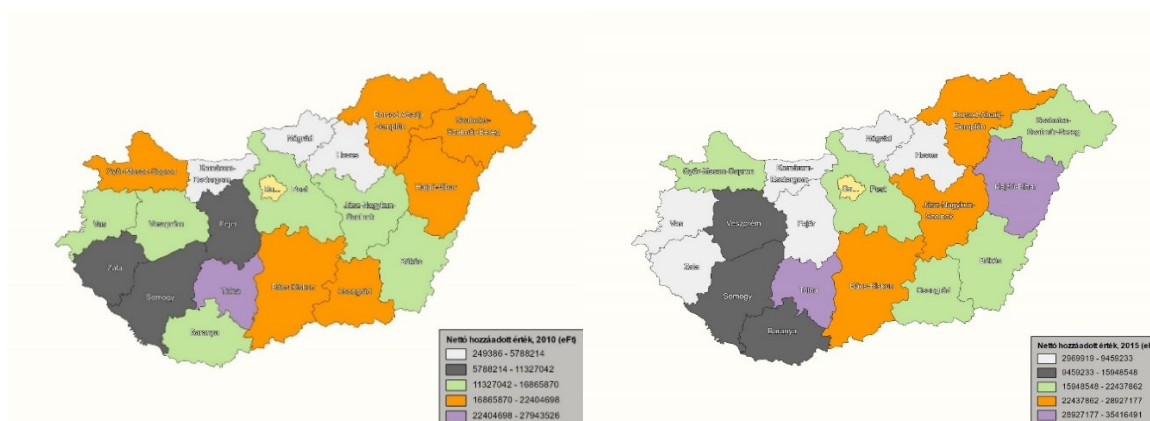 Borsod-Abaúj-
Zemplén
Szabolcs-
Szatmár-Bereg
Nógrád
Heves
Győr-Moson-Sopron
Komárom-
Esztergom
Hajdú-Bihar
Bu...
Pest
Jász-Nagykun-
Szolnok
Vas
Veszprém
Fejér
Békés
Zala
Somogy
Tolna
Bács-Kiskun
Csongrád
Baranya
Nettó hozzáadott érték, 2010 (eFt)
249386 - 5788214
5788214 - 11327042
11327042 - 16865870
16865870 - 22404698
22404698 - 27943526
Borsod-Abaúj-
Zemplén
Szabolcs-
Szatmár-Bereg
Nógrád
Heves
Győr-Moson-Sopron
Komárom-
Esztergom
Hajdú-Bihar
Bu...
Pest
Jász-Nagykun-
Szolnok
Vas
Veszprém
Fejér
Békés
Zala
Somogy
Tolna
Bács-Kiskun
Csongrád
Baranya
Nettó hozzáadott érték, 2015 (eF
2969919 - 9459233
9459233 - 15948548
15948548 - 22437862
22437862 - 28927177
28927177 - 35416491